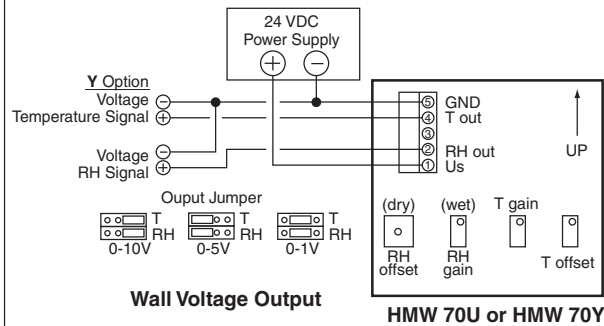 24 VDC
Power Supply
+ −
Y Option
Voltage −
Temperature Signal +
Voltage −
RH Signal +
5 GND
4 T out
3
2 RH out
1 Us
UP
Ouput Jumper
T
RH
0-10V
T
RH
0-5V
T
RH
0-1V
(dry)
RH
offset
(wet)
RH
gain
T gain
T offset
Wall Voltage Output
HMW 70U or HMW 70Y